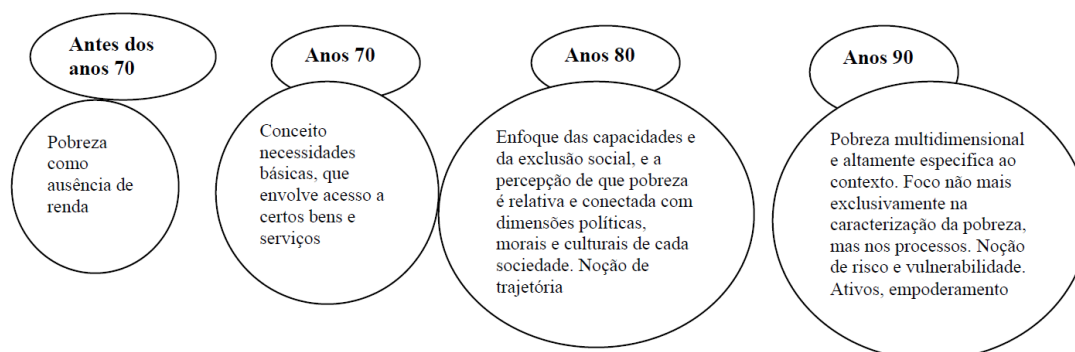 Antes dos
anos 70
Pobreza
como
ausência de
renda
Anos 70
Conceito
necessidades
básicas, que
envolve acesso a
certos bens e
serviços
Anos 80
Enfoque das capacidades e
da exclusão social, e a
percepção de que pobreza
é relativa e conectada com
dimensões políticas,
morais e culturais de cada
sociedade. Noção de
trajetória
Anos 90
Pobreza multidimensional
e altamente especifica ao
contexto. Foco não mais
exclusivamente na
caracterização da pobreza,
mas nos processos. Noção
de risco e vulnerabilidade.
Ativos, empoderamento